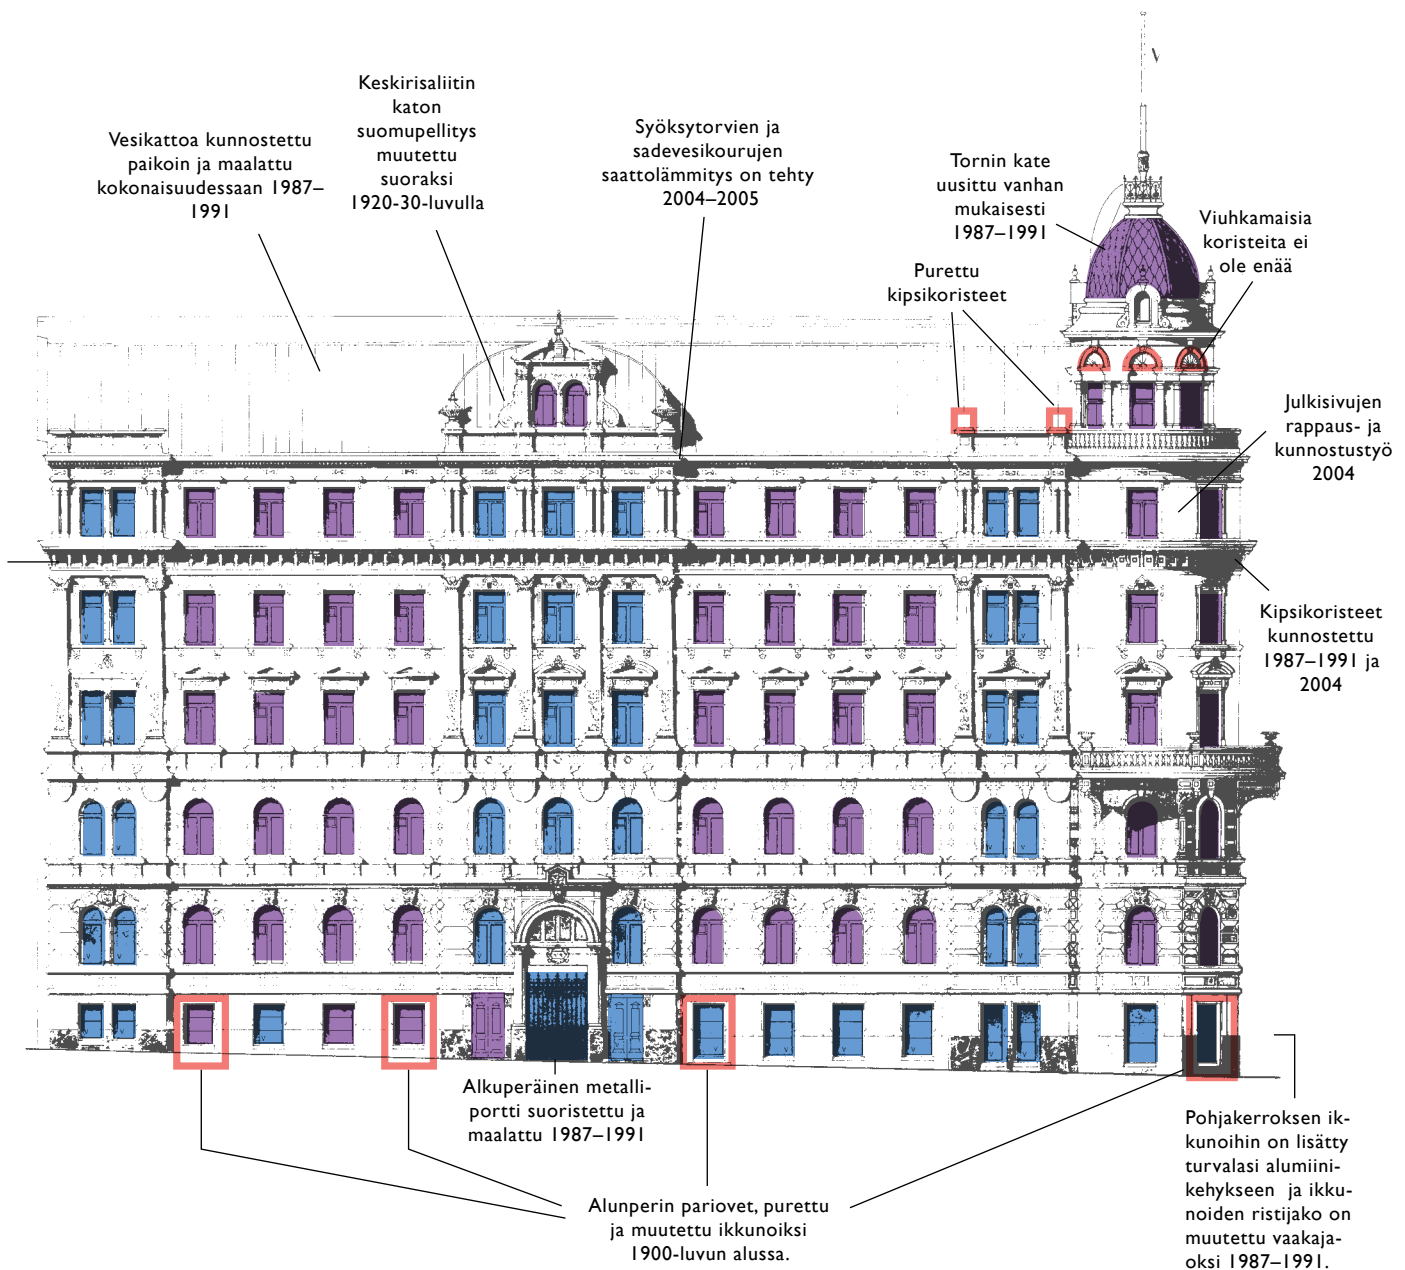 Vesikattoa kunnostettu
paikoin ja maalattu
kokonaisuudessaan 1987–
1991
Keskirisaliitin
katon
suomupellitys
muutettu
suoraksi
1920-30-luvulla
Syöksytorvien ja
sadevesikourujen
saattolämmitys on tehty
2004–2005
Tornin kate
uusittu vanhan
mukaisesti
1987–1991
Viuhkamaisia
koristeita ei
ole enää
Purettu
kipsikoristeet
Julkisivujen
rappaus- ja
kunnostustyö
2004
Kipsikoristeet
kunnostettu
1987–1991 ja
2004
Alkuperäinen metalli-
portti suoristettu ja
maalattu 1987–1991
Alunperin pariovet, purettu
ja muutettu ikkunoiksi
1900-luvun alussa.
Pohjakerroksen ik-
kunoihin on lisätty
turvalasi alumiini-
kehykseen ja ikku-
noiden ristijako on
muutettu vaakaja-
oksi 1987–1991.